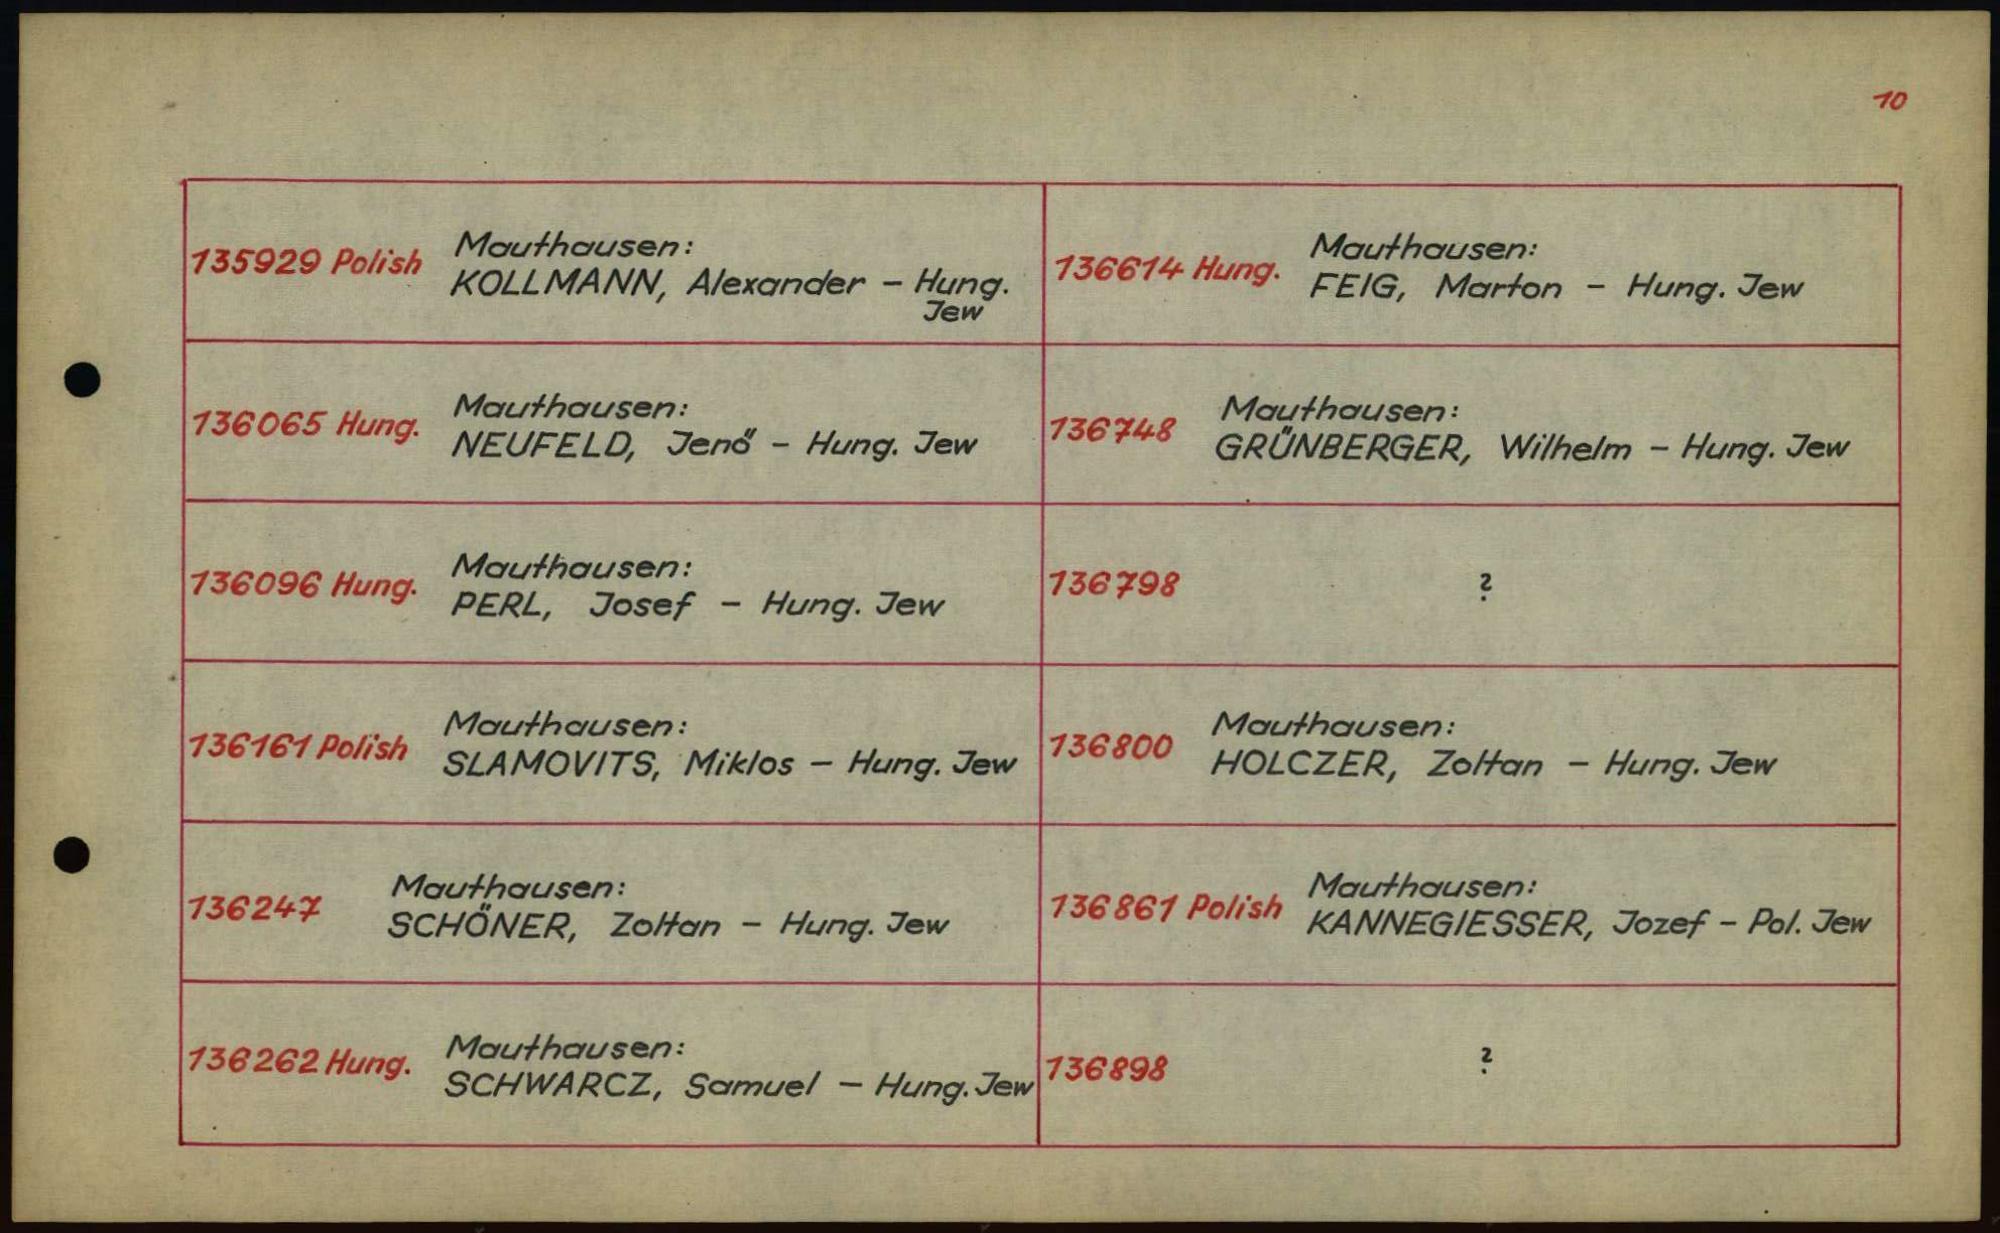 10
135929 Polish
Mauthausen:
KOLLMANN, Alexander - Hung.
Jew
136614 Hung.
Mauthausen:
FEIG, Marton - Hung. Jew
136065 Hung.
Mauthausen:
NEUFELD, Jenő - Hung. Jew
136748
Mauthausen:
GRÜNBERGER, Wilhelm - Hung. Jew
136096 Hung.
Mauthausen:
PERL, Josef - Hung. Jew
136798
?
136161 Polish
Mauthausen:
SLAMOVITS, Miklos - Hung. Jew
136800
Mauthausen:
HOLCZER, Zoltan - Hung. Jew
136247
Mauthausen:
SCHÖNER, Zoltan - Hung. Jew
136861 Polish
Mauthausen:
KANNEGIESSER, Jozef - Pol. Jew
136262 Hung.
Mauthausen:
SCHWARCZ, Samuel - Hung. Jew
136898
?